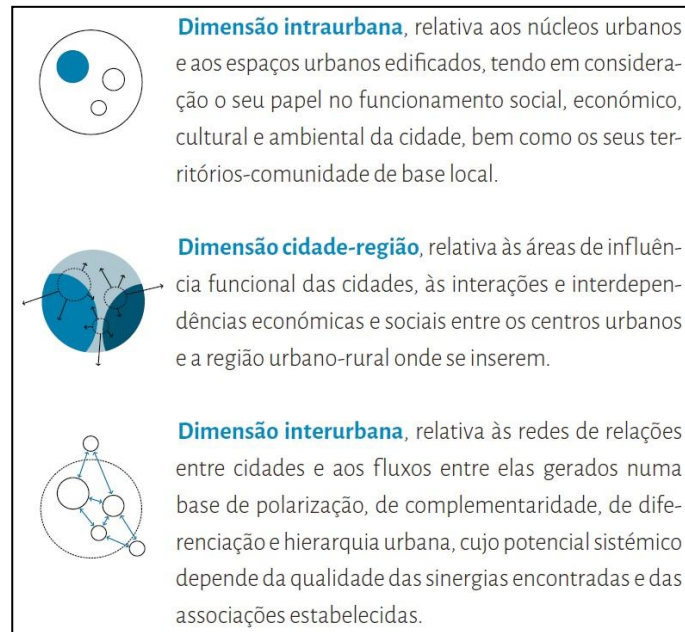 Dimensão intraurbana, relativa aos núcleos urbanos
e aos espaços urbanos edificados, tendo em considera-
ção o seu papel no funcionamento social, económico,
cultural e ambiental da cidade, bem como os seus ter-
ritórios-comunidade de base local.
Dimensão cidade-região, relativa às áreas de influên-
cia funcional das cidades, às interações e interdepen-
dências económicas e sociais entre os centros urbanos
e a região urbano-rural onde se inserem.
Dimensão interurbana, relativa às redes de relações
entre cidades e aos fluxos entre elas gerados numa
base de polarização, de complementaridade, de dife-
renciação e hierarquia urbana, cujo potencial sistémico
depende da qualidade das sinergias encontradas e das
associações estabelecidas.